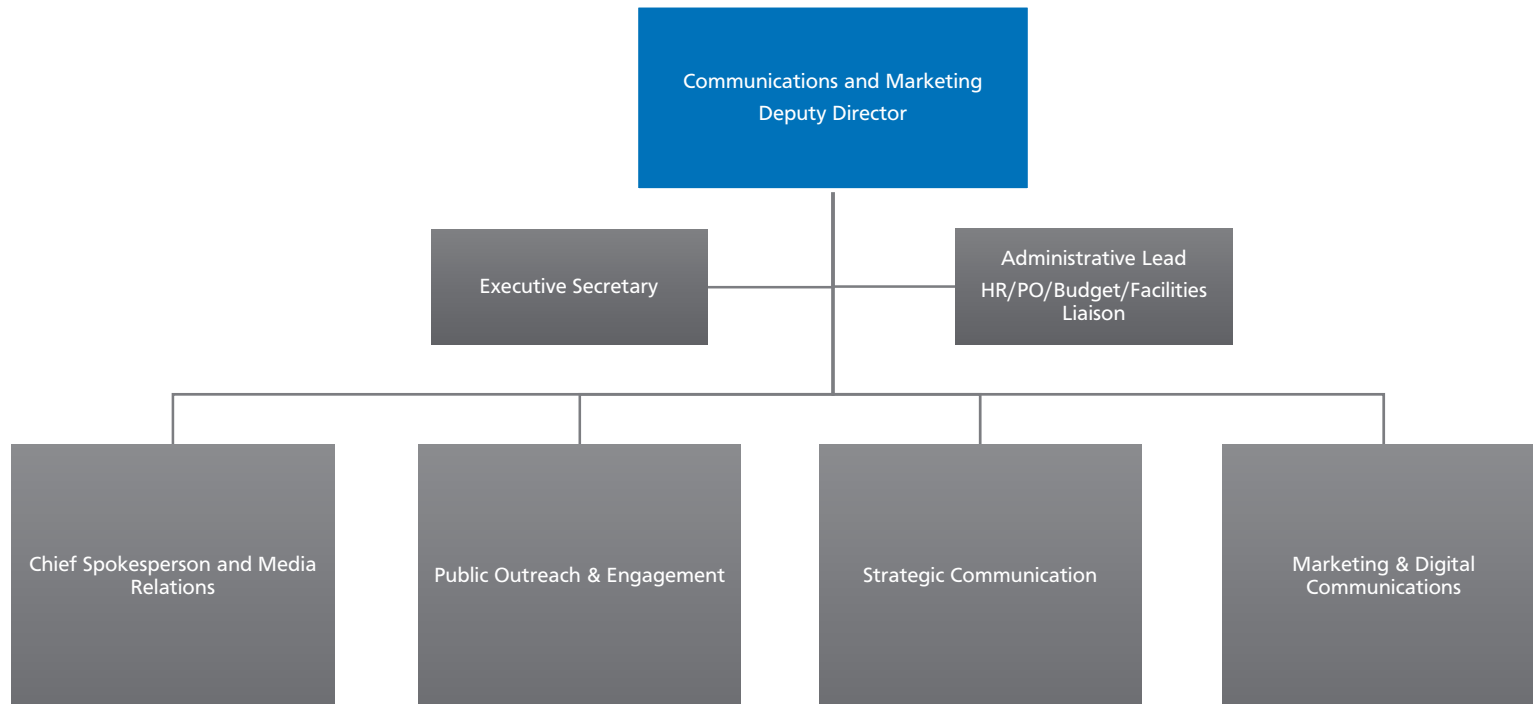 Communications and Marketing
Deputy Director
Executive Secretary
Administrative Lead
HR/PO/Budget/Facilities
Liaison
Chief Spokesperson and Media
Relations
Public Outreach & Engagement
Strategic Communication
Marketing & Digital
Communications